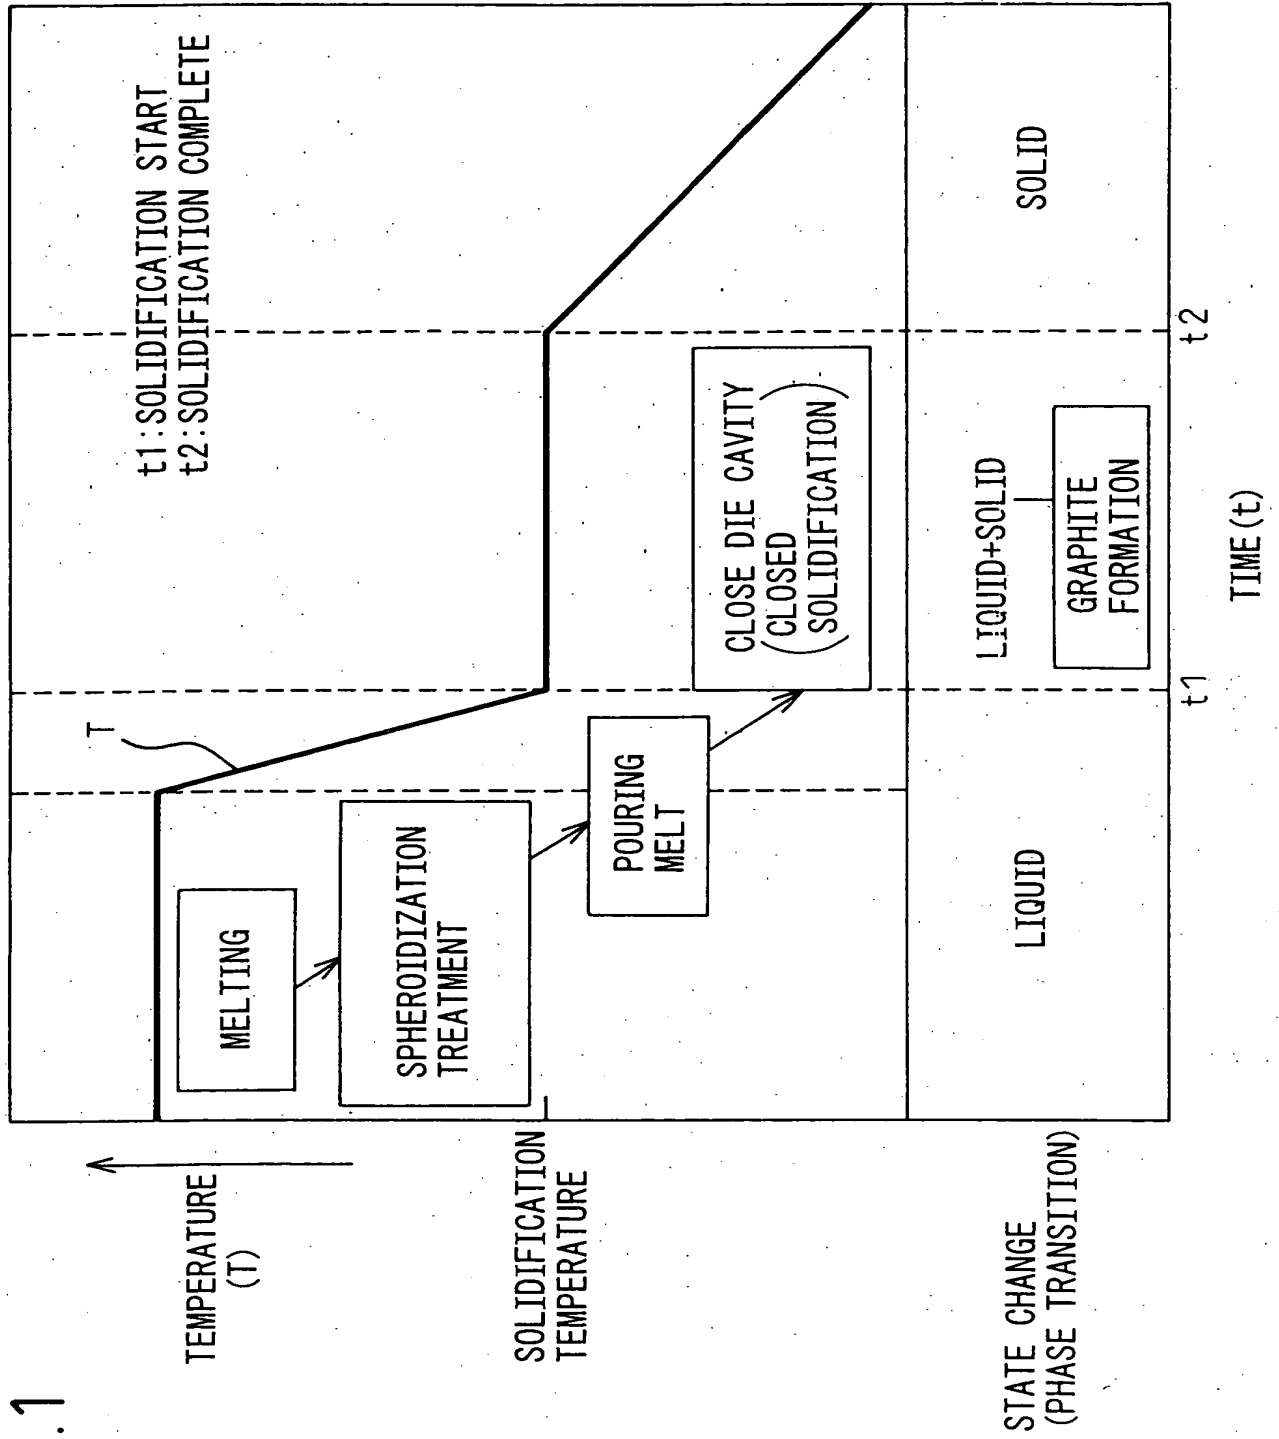 .1
t1:SOLIDIFICATION START
t2:SOLIDIFICATION COMPLETE
TEMPERATURE
(T)
T
MELTING
SPHEROIDIZATION
TREATMENT
SOLIDIFICATION
TEMPERATURE
POURING
MELT
CLOSE DIE CAVITY
(CLOSED
SOLIDIFICATION)
STATE CHANGE
(PHASE TRANSITION)
LIQUID
LIQUID+SOLID
GRAPHITE
FORMATION
SOLID
t1
t2
TIME(t)